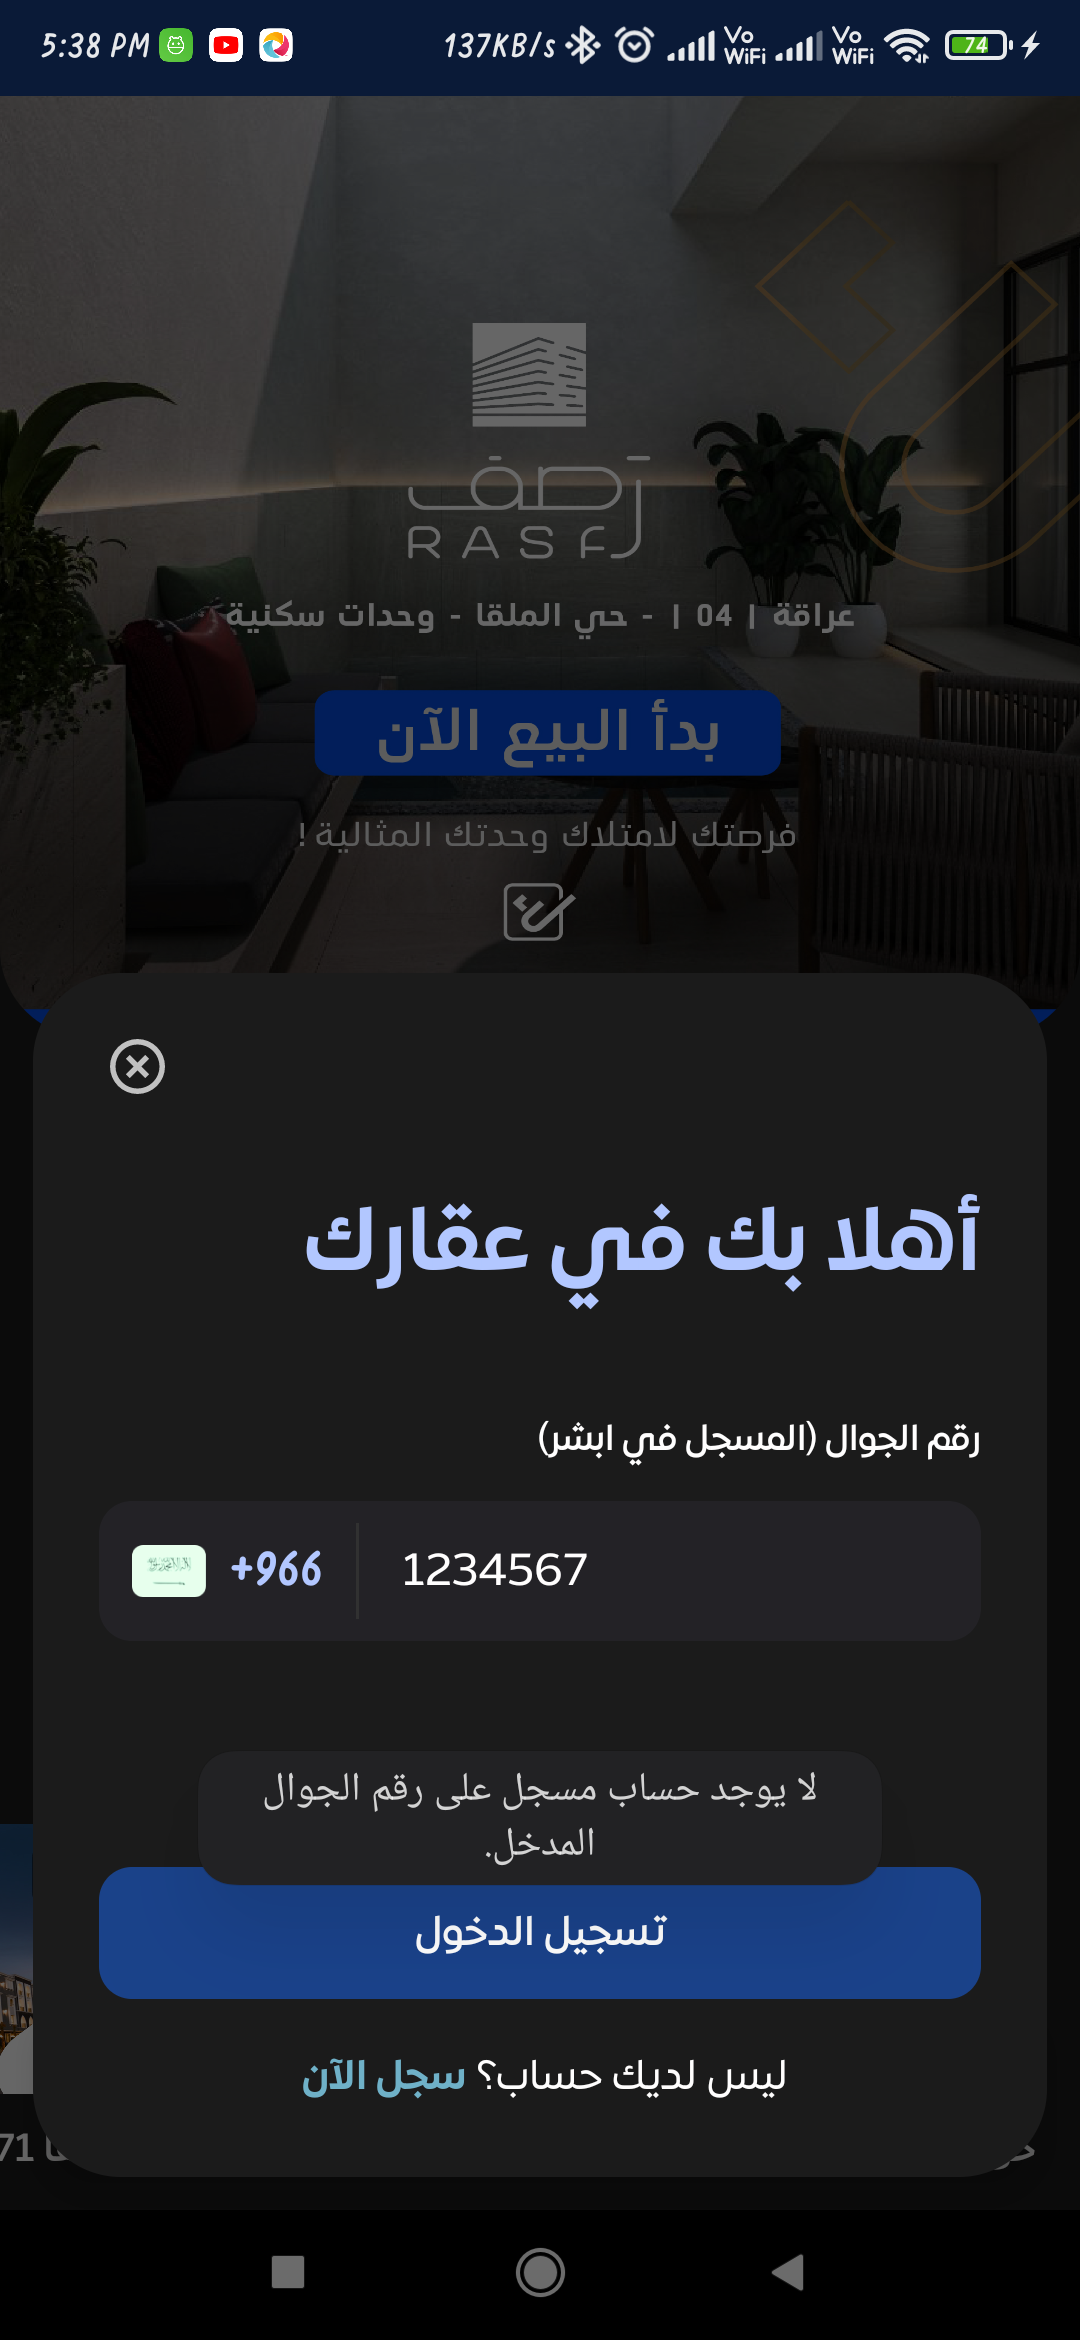 5:38 PM
137KB/s
Vo WiFi
Vo WiFi
74
رصف
RASF
عراقة | 04 | - حي الملقا - وحدات سكنية
بدأ البيع الآن
فرصتك لامتلاك وحدتك المثالية !
أهلا بك في عقارك
رقم الجوال (المسجل في ابشر)
+966
1234567
لا يوجد حساب مسجل على رقم الجوال
المدخل.
تسجيل الدخول
ليس لديك حساب؟ سجل الآن
71